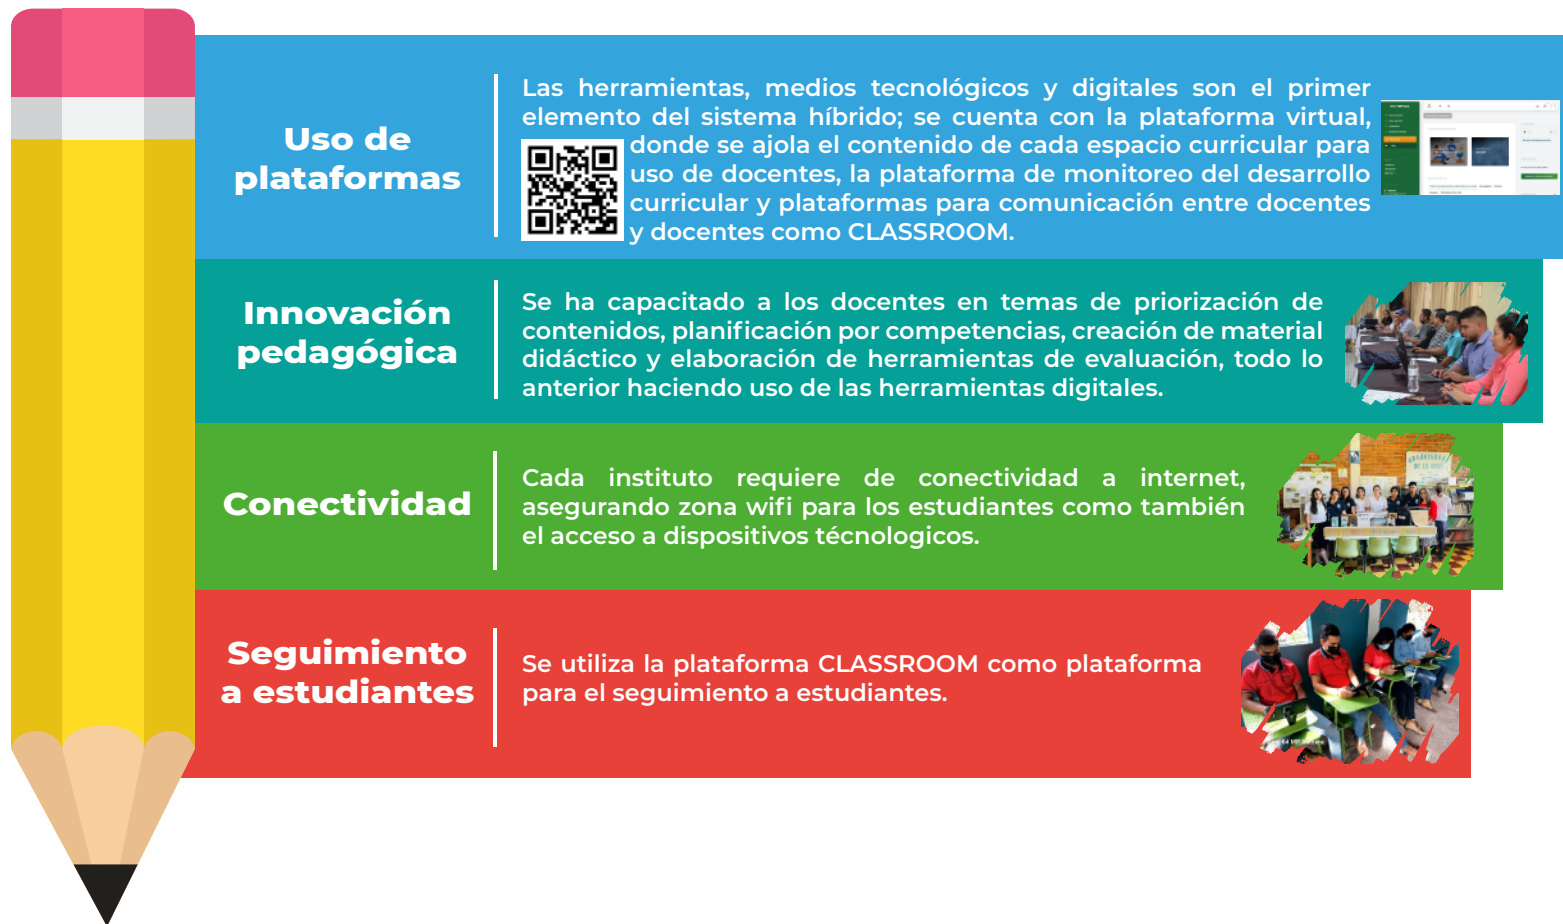 Uso de
plataformas
Las herramientas, medios tecnológicos y digitales son el primer
elemento del sistema híbrido; se cuenta con la plataforma virtual,
donde se ajola el contenido de cada espacio curricular para
uso de docentes, la plataforma de monitoreo del desarrollo
curricular y plataformas para comunicación entre docentes
y docentes como CLASSROOM.
Innovación
pedagógica
Se ha capacitado a los docentes en temas de priorización de
contenidos, planificación por competencias, creación de material
didáctico y elaboración de herramientas de evaluación, todo lo
anterior haciendo uso de las herramientas digitales.
Conectividad
Cada instituto requiere de conectividad a internet,
asegurando zona wifi para los estudiantes como también
el acceso a dispositivos técnologicos.
Seguimiento
a estudiantes
Se utiliza la plataforma CLASSROOM como plataforma
para el seguimiento a estudiantes.